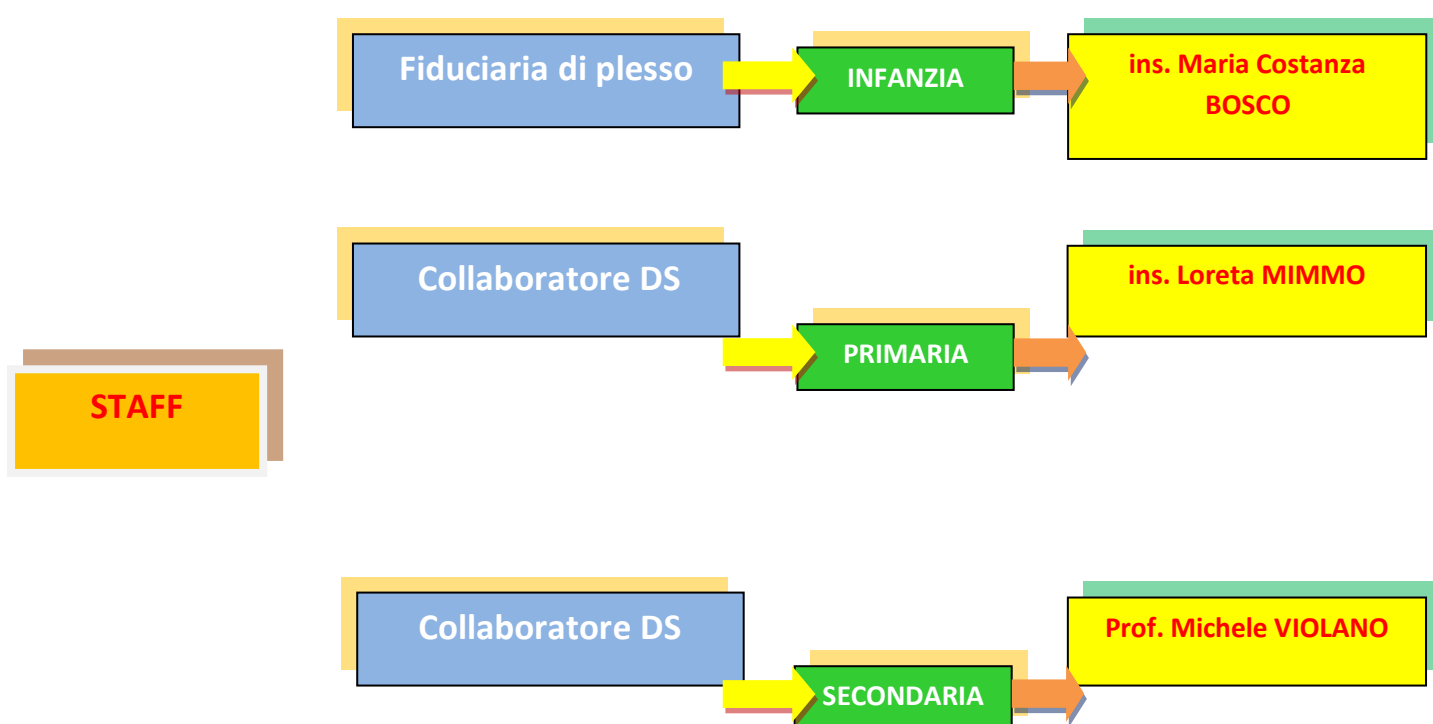 Fiduciaria di plesso
INFANZIA
ins. Maria Costanza
BOSCO
Collaboratore DS
PRIMARIA
ins. Loreta MIMMO
STAFF
Collaboratore DS
SECONDARIA
Prof. Michele VIOLANO